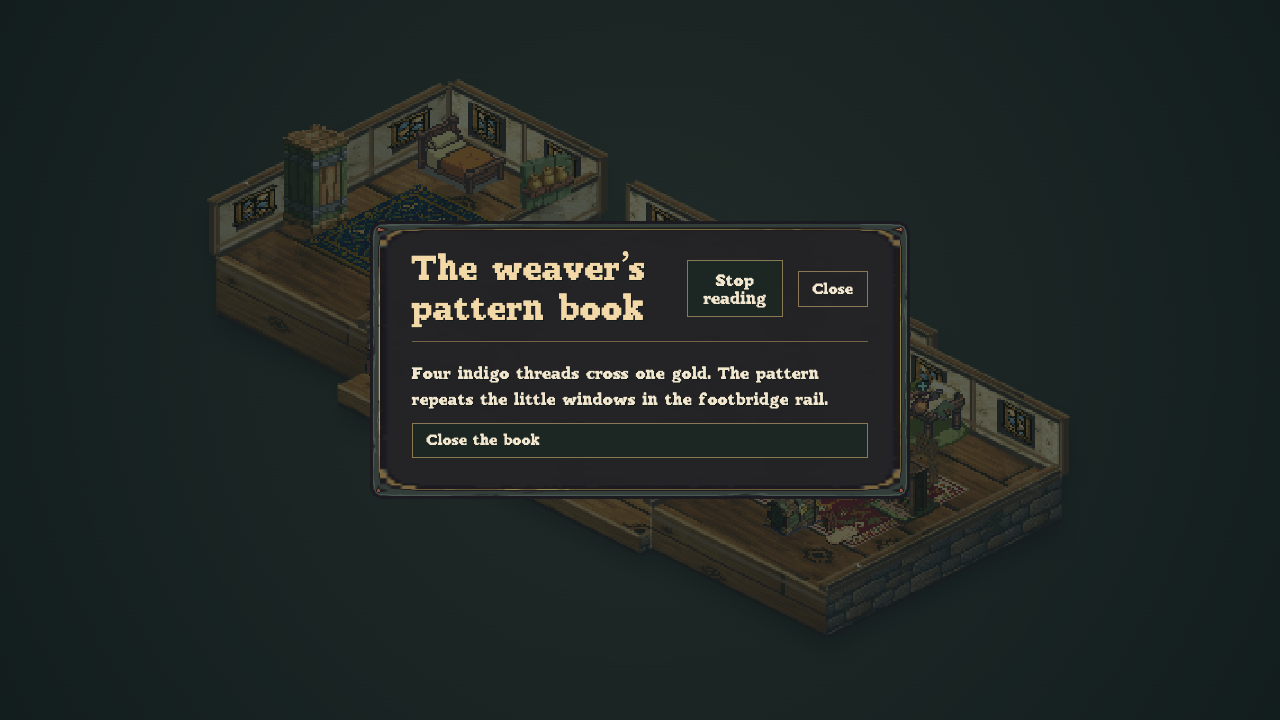 The weaver's
pattern book
Stop
reading
Close
Four indigo threads cross one gold. The pattern
repeats the little windows in the footbridge rail.
Close the book